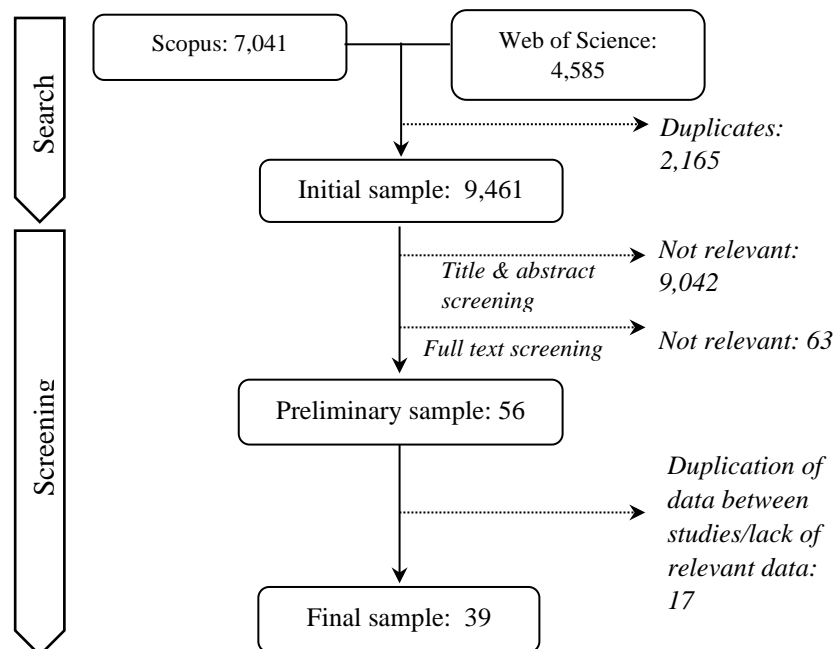 Search
Scopus: 7,041
Web of Science:
4,585
Duplicates:
2,165
Initial sample: 9,461
Screening
Title & abstract
screening
Not relevant:
9,042
Full text screening
Not relevant: 63
Preliminary sample: 56
Duplication of
data between
studies/lack of
relevant data:
17
Final sample: 39